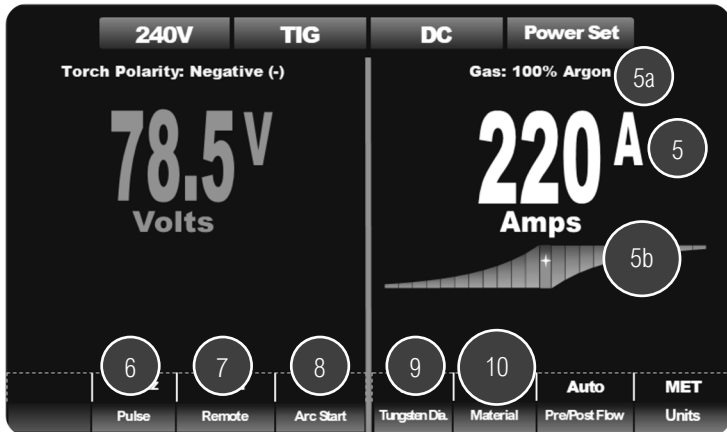 240V TIG DC Power Set
Torch Polarity: Negative (-) Gas: 100% Argon 5a
78.5 V 220 A 5
Volts Amps
5b
6 7 8 9 10
Auto MET
Pulse Remote Arc Start Tungsten Dia. Material Pre/Post Flow Units